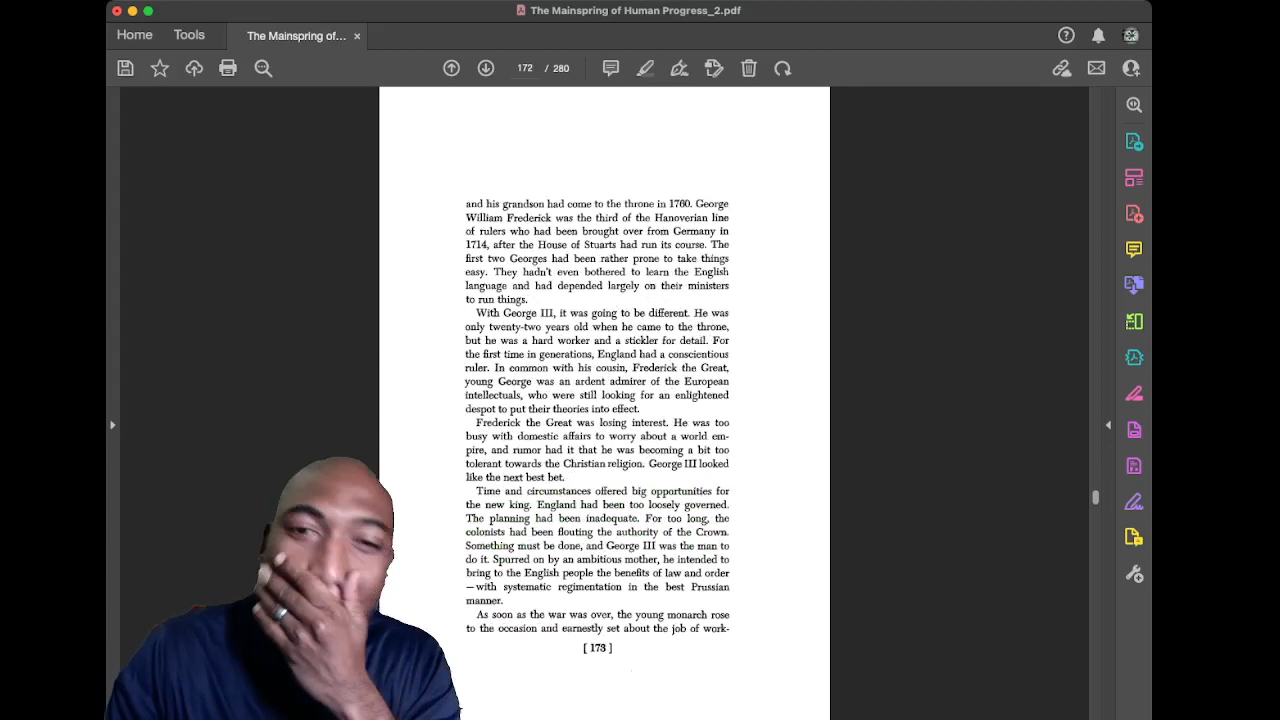 The Mainspring of Human Progress_2.pdf
Home
Tools
The Mainspring of...
172 / 280
and his grandson had come to the throne in 1760. George
William Frederick was the third of the Hanoverian line
of rulers who had been brought over from Germany in
1714, after the House of Stuarts had run its course. The
first two Georges had been rather prone to take things
easy. They hadn't even bothered to learn the English
language and had depended largely on their ministers
to run things.
With George III, it was going to be different. He was
only twenty-two years old when he came to the throne,
but he was a hard worker and a stickler for detail. For
the first time in generations, England had a conscientious
ruler. In common with his cousin, Frederick the Great,
young George was an ardent admirer of the European
intellectuals, who were still looking for an enlightened
despot to put their theories into effect.
Frederick the Great was losing interest. He was too
busy with domestic affairs to worry about a world em-
pire, and rumor had it that he was becoming a bit too
tolerant towards the Christian religion. George III looked
like the next best bet.
Time and circumstances offered big opportunities for
the new king. England had been too loosely governed.
The planning had been inadequate. For too long, the
colonists had been flouting the authority of the Crown.
Something must be done, and George III was the man to
do it. Spurred on by an ambitious mother, he intended to
bring to the English people the benefits of law and order
—with systematic regimentation in the best Prussian
manner.
As soon as the war was over, the young monarch rose
to the occasion and earnestly set about the job of work-
[ 173 ]